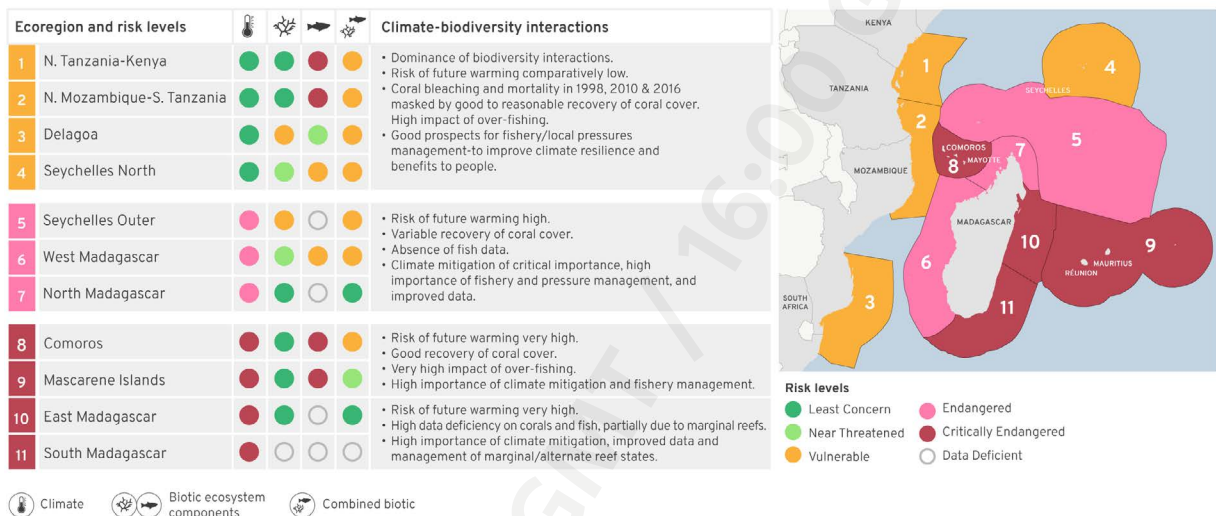 Ecoregion and risk levels
Climate-biodiversity interactions
1 N. Tanzania-Kenya
2 N. Mozambique-S. Tanzania
3 Delagoa
4 Seychelles North
• Dominance of biodiversity interactions.
• Risk of future warming comparatively low.
• Coral bleaching and mortality in 1998, 2010 & 2016
masked by good to reasonable recovery of coral cover.
High impact of over-fishing.
• Good prospects for fishery/local pressures
management-to improve climate resilience and
benefits to people.
5 Seychelles Outer
6 West Madagascar
7 North Madagascar
• Risk of future warming high.
• Variable recovery of coral cover.
• Absence of fish data.
• Climate mitigation of critical importance, high
importance of fishery and pressure management, and
improved data.
8 Comoros
9 Mascarene Islands
• Risk of future warming very high.
• Good recovery of coral cover.
• Very high impact of over-fishing.
• High importance of climate mitigation and fishery management.
10 East Madagascar
11 South Madagascar
• Risk of future warming very high.
• High data deficiency on corals and fish, partially due to marginal reefs.
• High importance of climate mitigation, improved data and
management of marginal/alternate reef states.
Climate
Biotic ecosystem
components
Combined biotic
KENYA
1
4
TANZANIA
SEYCHELLES
2
5
COMOROS
7
MAYOTTE
8
MOZAMBIQUE
MADAGASCAR
10
9
MAURITIUS
RÉUNION
6
SOUTH
AFRICA
3
11
Risk levels
Least Concern
Near Threatened
Vulnerable
Endangered
Critically Endangered
Data Deficient